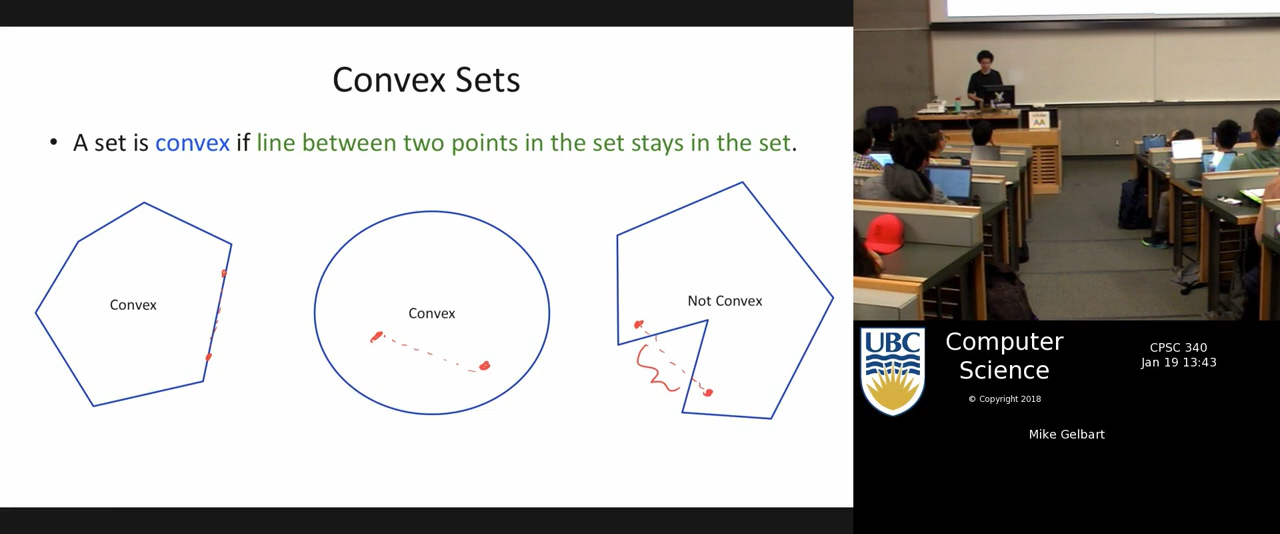 Convex Sets
• A set is convex if line between two points in the set stays in the set.
Convex
Convex
Not Convex
AA
UBC
Computer
Science
© Copyright 2018
CPSC 340
Jan 19 13:43
Mike Gelbart